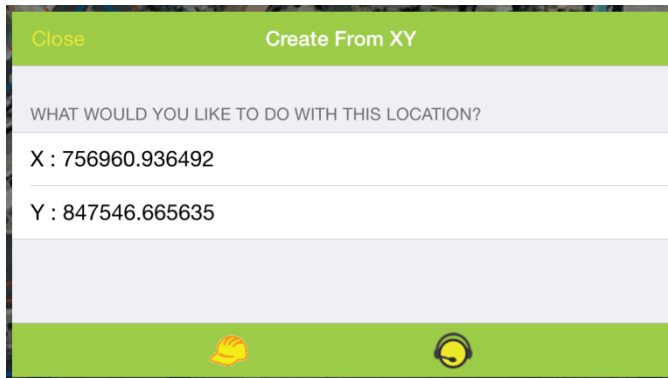 Close
Create From XY
WHAT WOULD YOU LIKE TO DO WITH THIS LOCATION?
X : 756960.936492
Y : 847546.665635